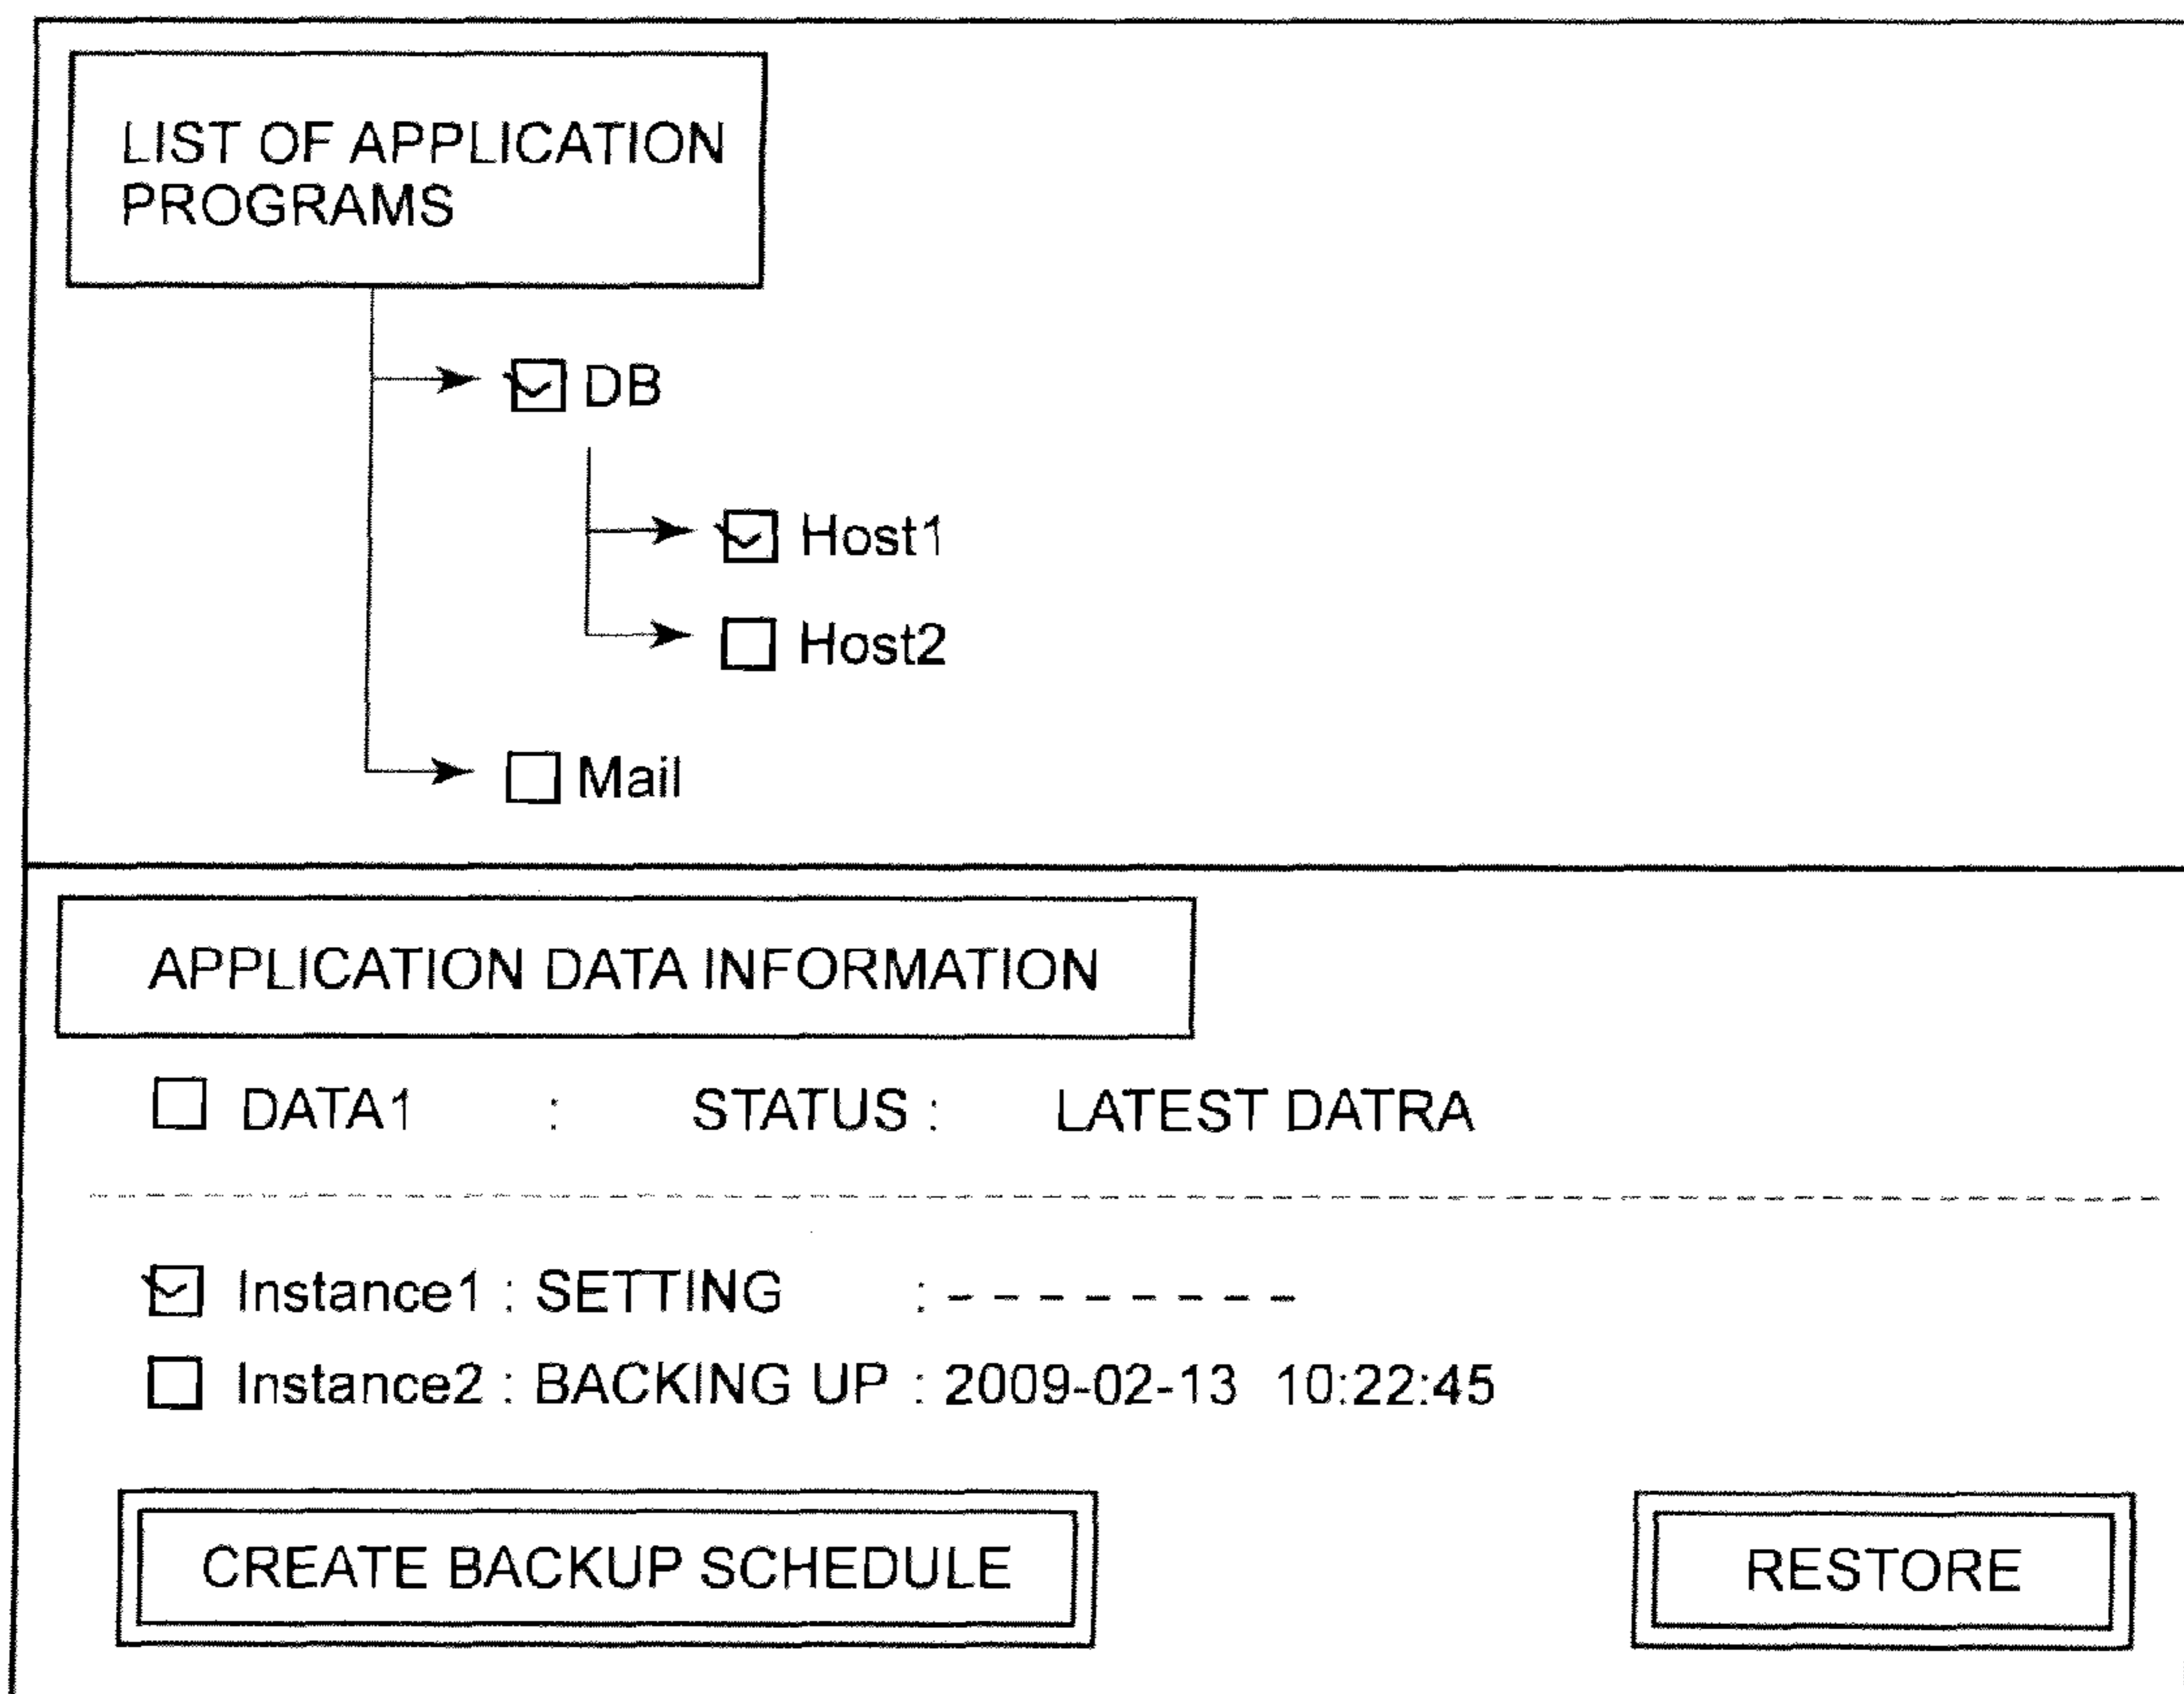 LIST OF APPLICATION
PROGRAMS
DB
Host1
Host2
Mail
APPLICATION DATA INFORMATION
DATA1 : STATUS : LATEST DATRA
Instance1 : SETTING : - - - - - - - -
Instance2 : BACKING UP : 2009-02-13 10:22:45
CREATE BACKUP SCHEDULE
RESTORE